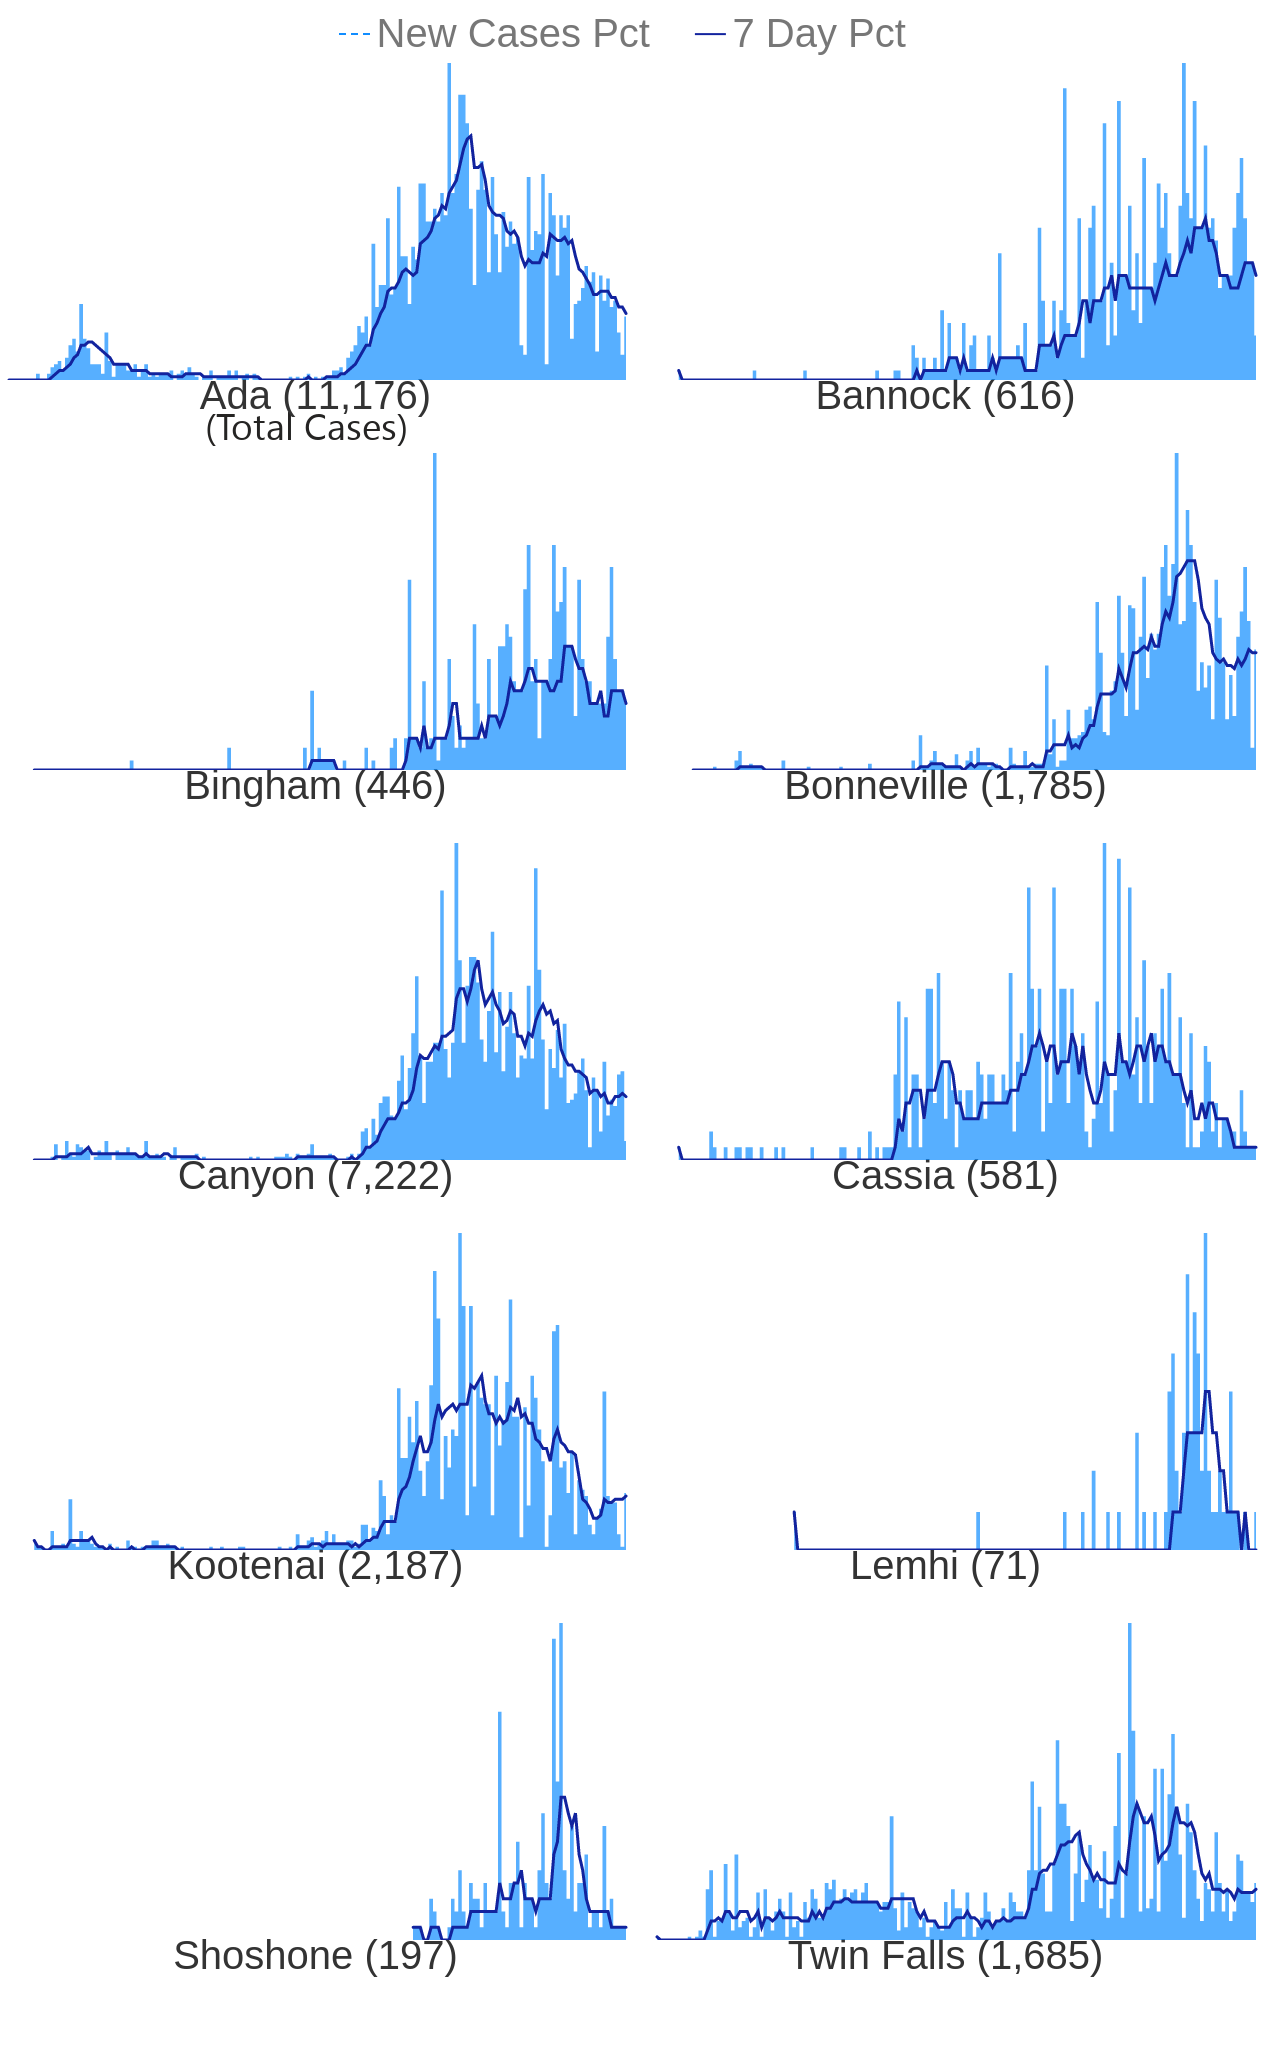 New Cases Pct 7 Day Pct
Ada (11,176) Bannock (616)
(Total Cases)
Bingham (446) Bonneville (1,785)
Canyon (7,222) Cassia (581)
Kootenai (2,187) Lemhi (71)
Shoshone (197) Twin Falls (1,685)